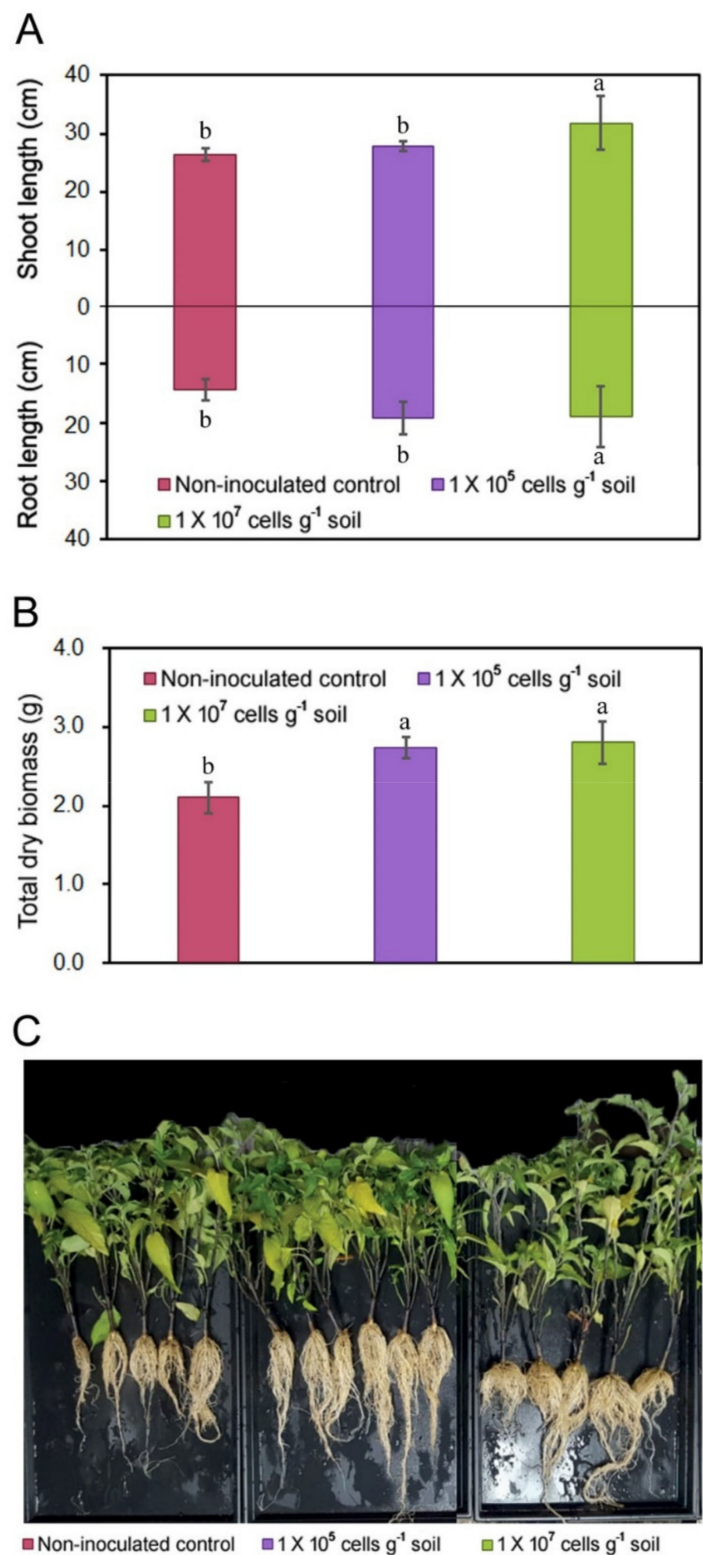 A
Shoot length (cm)
Root length (cm)
40
30
20
10
0
10
20
30
40
b
b
a
b
b
a
Non-inoculated control
1 X 10⁵ cells g⁻¹ soil
1 X 10⁷ cells g⁻¹ soil
B
Total dry biomass (g)
4.0
3.0
2.0
1.0
0.0
Non-inoculated control
1 X 10⁵ cells g⁻¹ soil
1 X 10⁷ cells g⁻¹ soil
b
a
a
C
Non-inoculated control
1 X 10⁵ cells g⁻¹ soil
1 X 10⁷ cells g⁻¹ soil